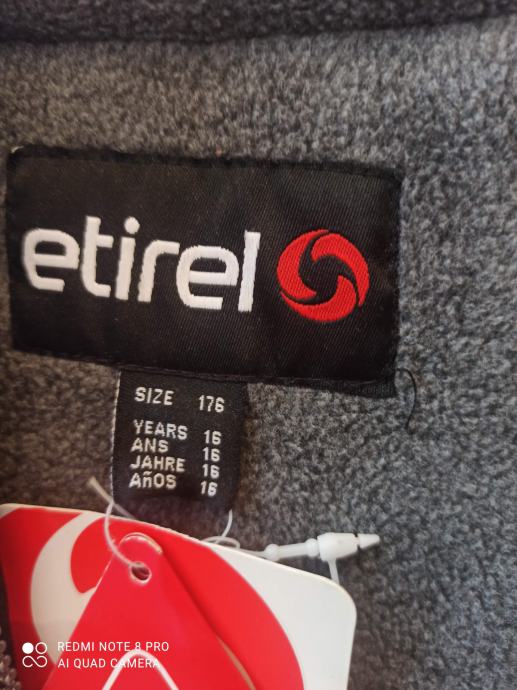 etirel
SIZE 176
YEARS 16
ANS 16
JAHRE 16
AñOS 16
REDMI NOTE 8 PRO
AI QUAD CAMERA